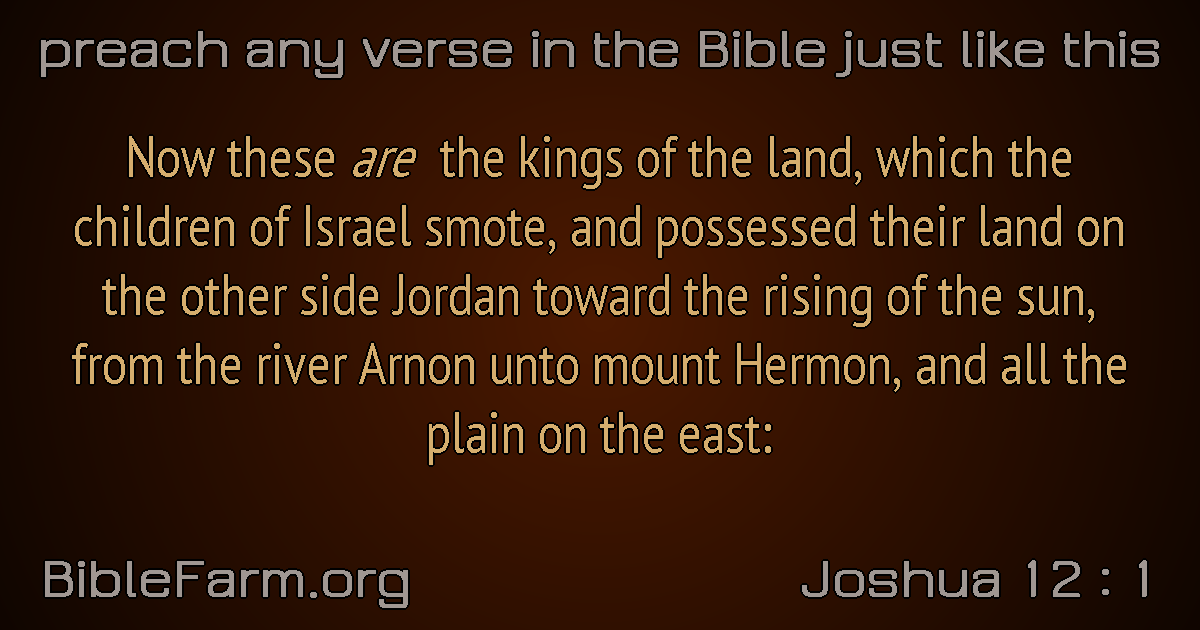 preach any verse in the Bible just like this
Now these are the kings of the land, which the
children of Israel smote, and possessed their land on
the other side Jordan toward the rising of the sun,
from the river Arnon unto mount Hermon, and all the
plain on the east:
BibleFarm.org
Joshua 12 : 1